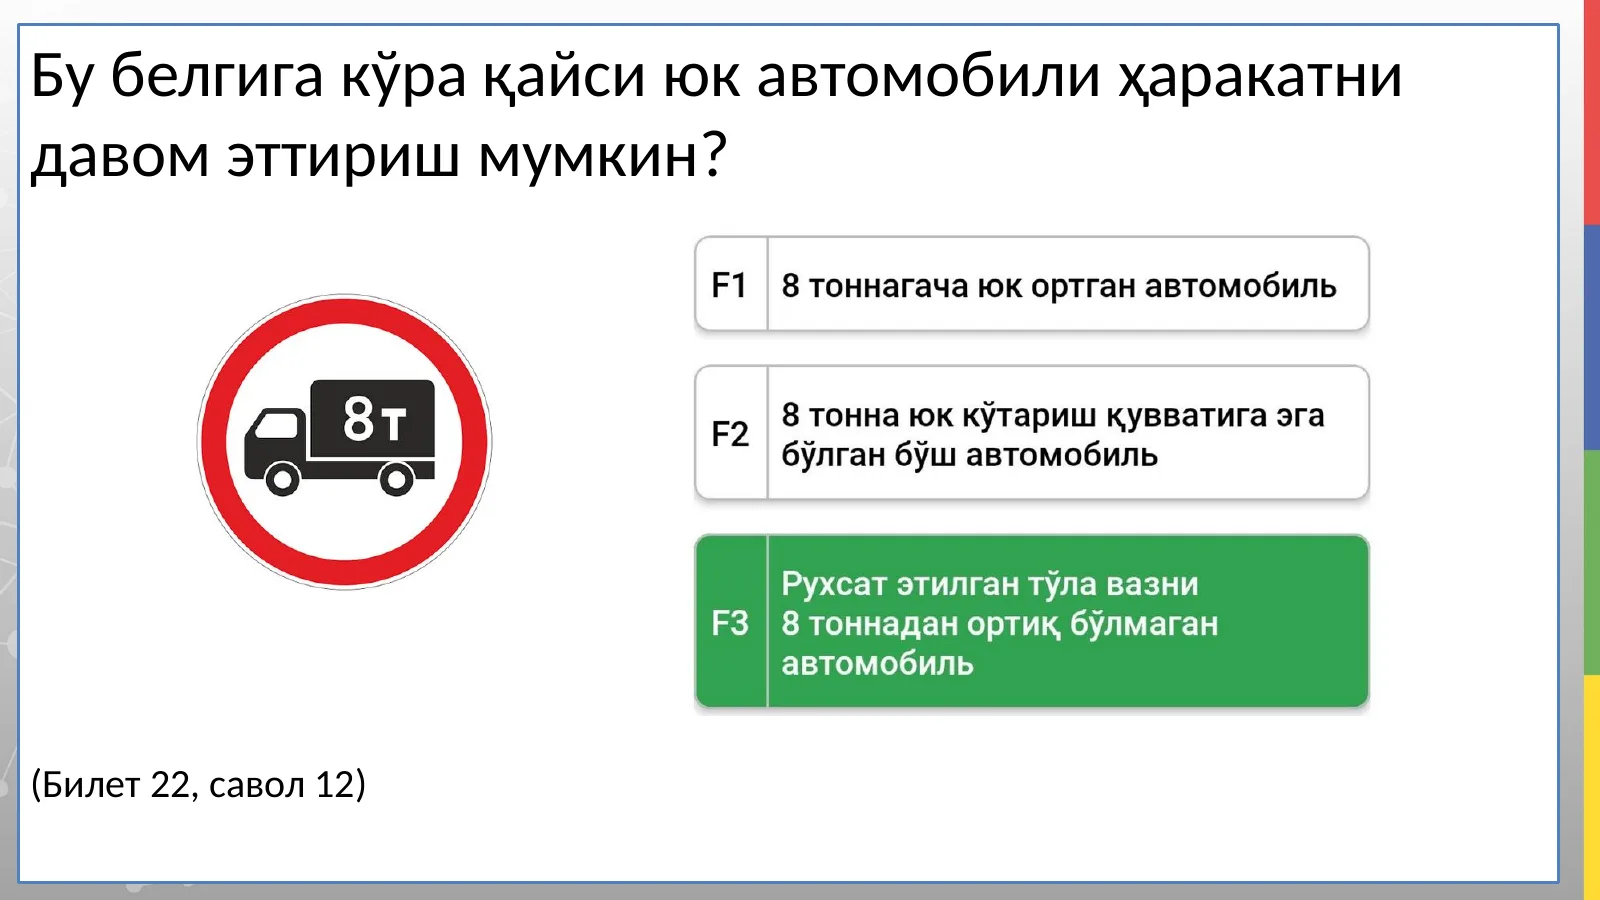 Бу белгига кўра қайси юк автомобили ҳаракатни
давом эттириш мумкин?
8т
F1 8 тоннагача юк ортган автомобиль
F2 8 тонна юк кўтариш қувватига эга
бўлган бўш автомобиль
F3 Рухсат этилган тўла вазни
8 тоннадан ортиқ бўлмаган
автомобиль
(Билет 22, савол 12)